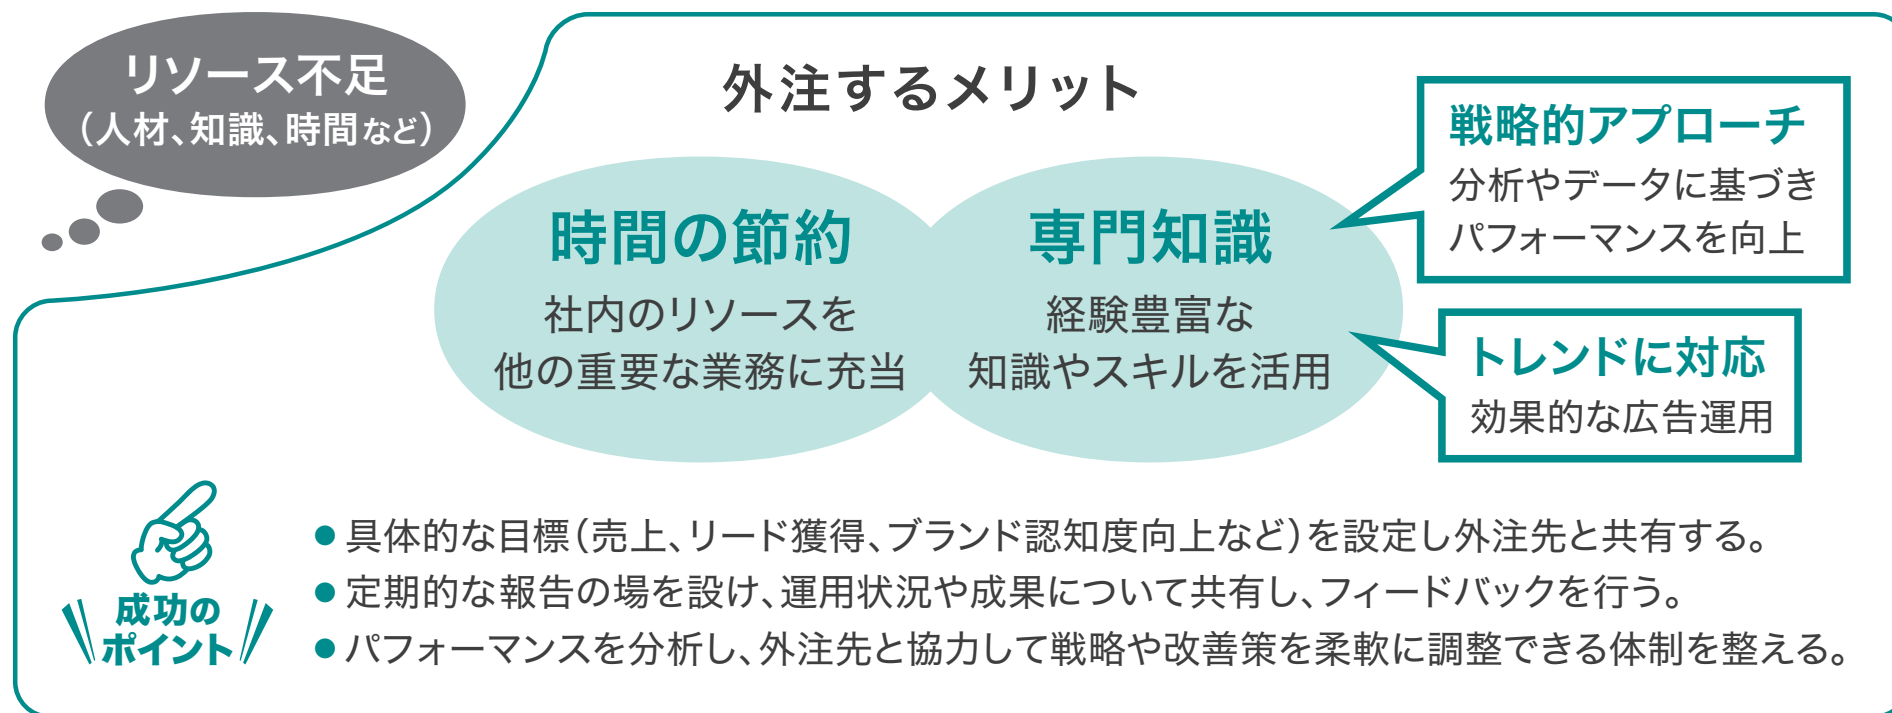 リソース不足
（人材、知識、時間など）
外注するメリット
時間の節約
社内のリソースを
他の重要な業務に充当
専門知識
経験豊富な
知識やスキルを活用
戦略的アプローチ
分析やデータに基づき
パフォーマンスを向上
トレンドに対応
効果的な広告運用
成功の
ポイント
●具体的な目標（売上、リード獲得、ブランド認知度向上など）を設定し外注先と共有する。
●定期的な報告の場を設け、運用状況や成果について共有し、フィードバックを行う。
●パフォーマンスを分析し、外注先と協力して戦略や改善策を柔軟に調整できる体制を整える。